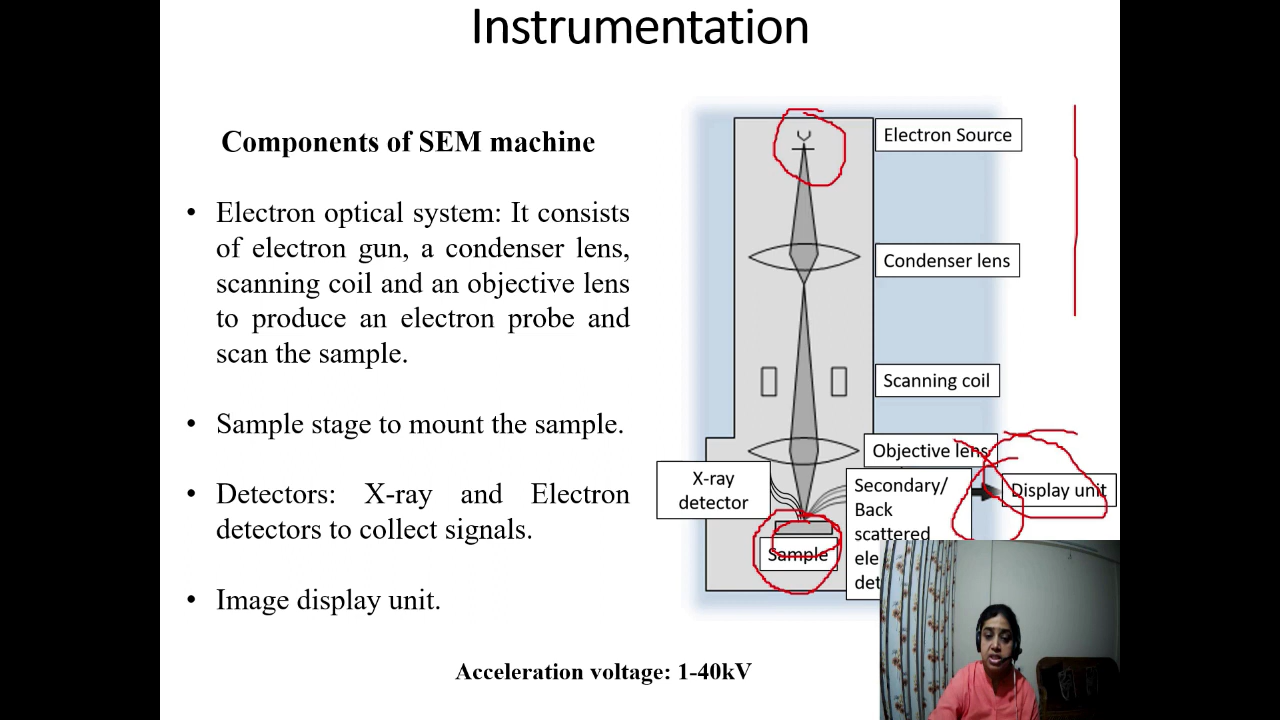 Instrumentation
Components of SEM machine
• Electron optical system: It consists
of electron gun, a condenser lens,
scanning coil and an objective lens
to produce an electron probe and
scan the sample.
• Sample stage to mount the sample.
• Detectors: X-ray and Electron
detectors to collect signals.
• Image display unit.
Electron Source
Condenser lens
Scanning coil
Objective lens
X-ray
detector
Secondary/
Back
scattered
Display unit
Sample
Acceleration voltage: 1-40kV